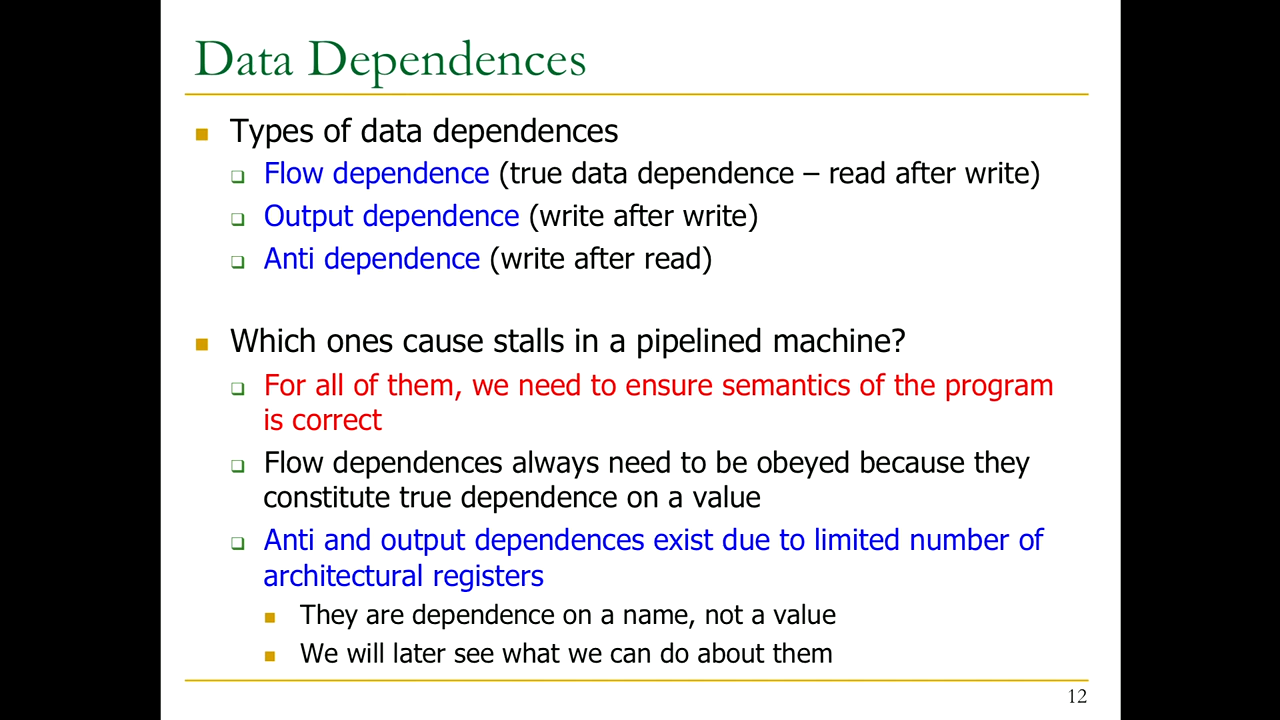 Data Dependences
Types of data dependences
Flow dependence (true data dependence – read after write)
Output dependence (write after write)
Anti dependence (write after read)
Which ones cause stalls in a pipelined machine?
For all of them, we need to ensure semantics of the program
is correct
Flow dependences always need to be obeyed because they
constitute true dependence on a value
Anti and output dependences exist due to limited number of
architectural registers
They are dependence on a name, not a value
We will later see what we can do about them
12